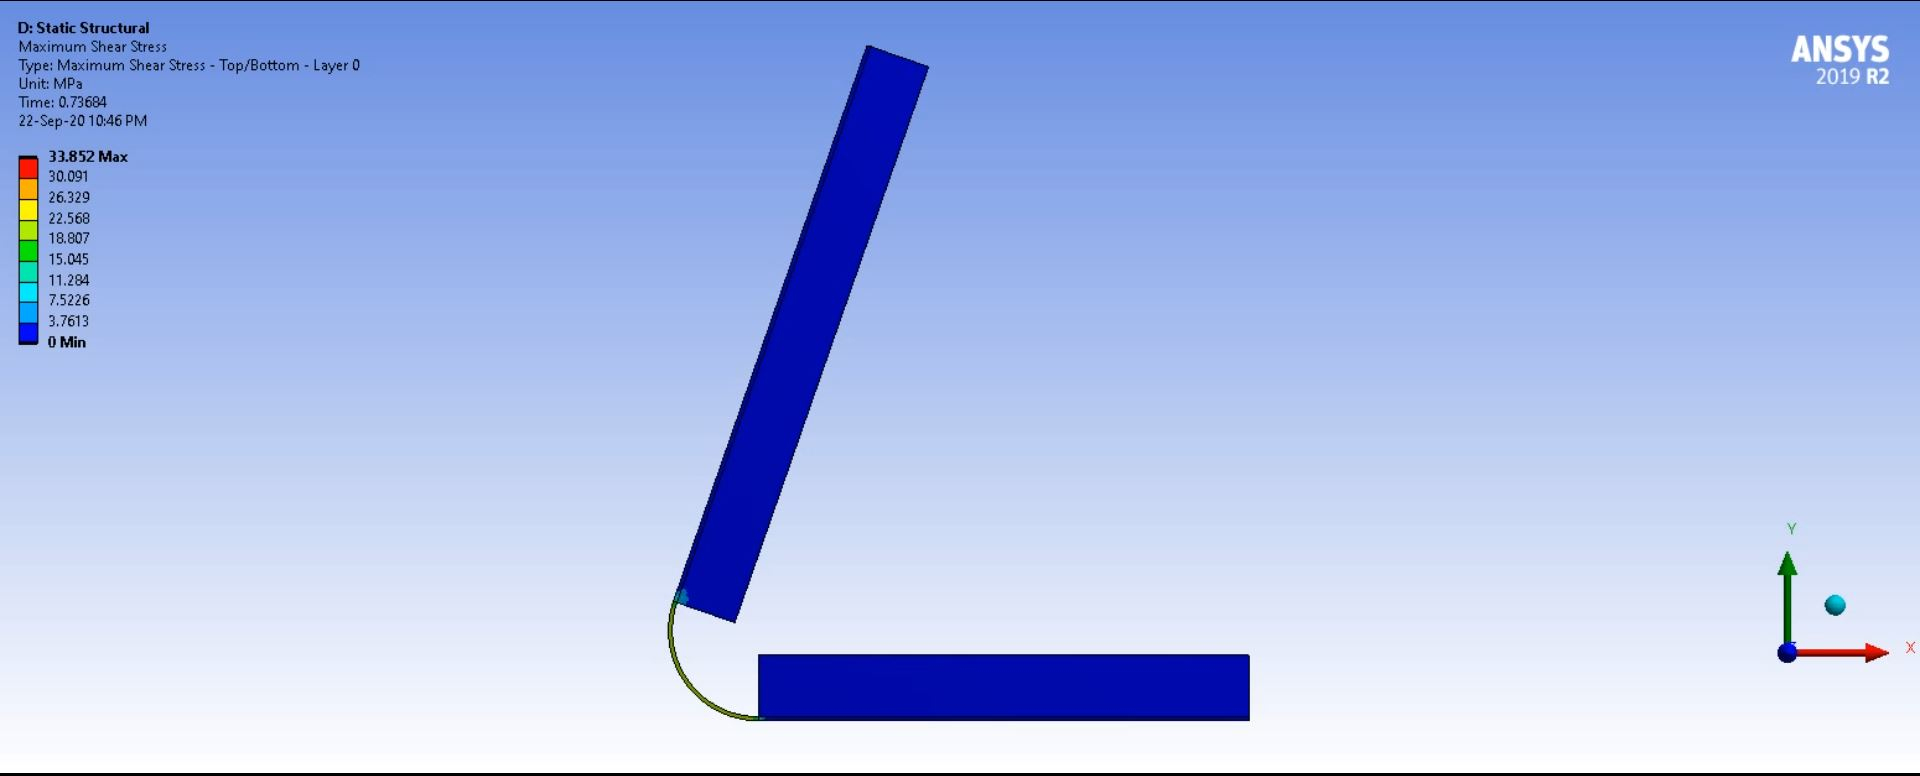 D: Static Structural
Maximum Shear Stress
Type: Maximum Shear Stress - Top/Bottom - Layer 0
Unit: MPa
Time: 0.73684
22-Sep-20 10:46 PM
33.852 Max
30.091
26.329
22.568
18.807
15.045
11.284
7.5226
3.7613
0 Min
ANSYS
2019 R2
Y
X